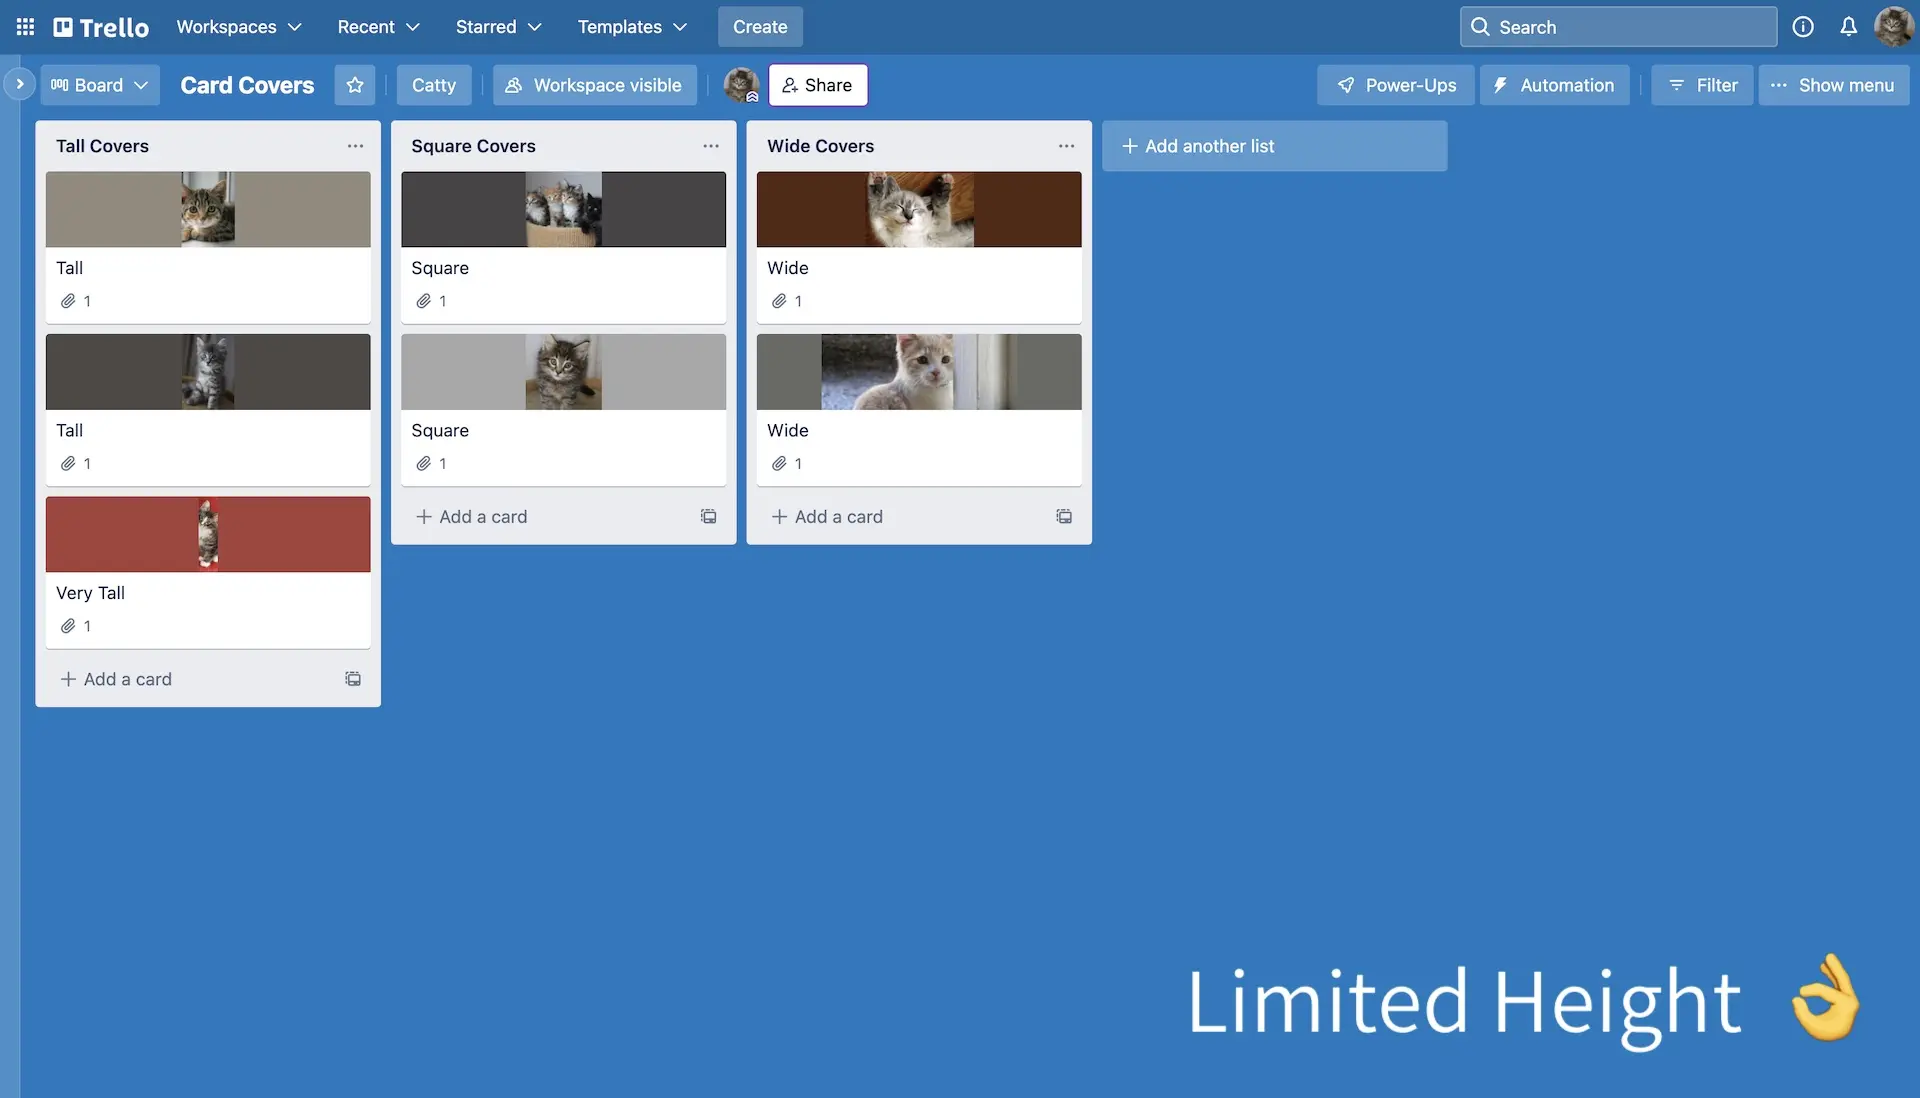 Trello Workspaces Recent Starred Templates Create Search
Board Card Covers Catty Workspace visible Share Power-Ups Automation Filter Show menu
Tall Covers
Tall
1
Tall
1
Very Tall
1
Add a card
Square Covers
Square
1
Square
1
Add a card
Wide Covers
Wide
1
Wide
1
Add a card
Add another list
Limited Height 👌